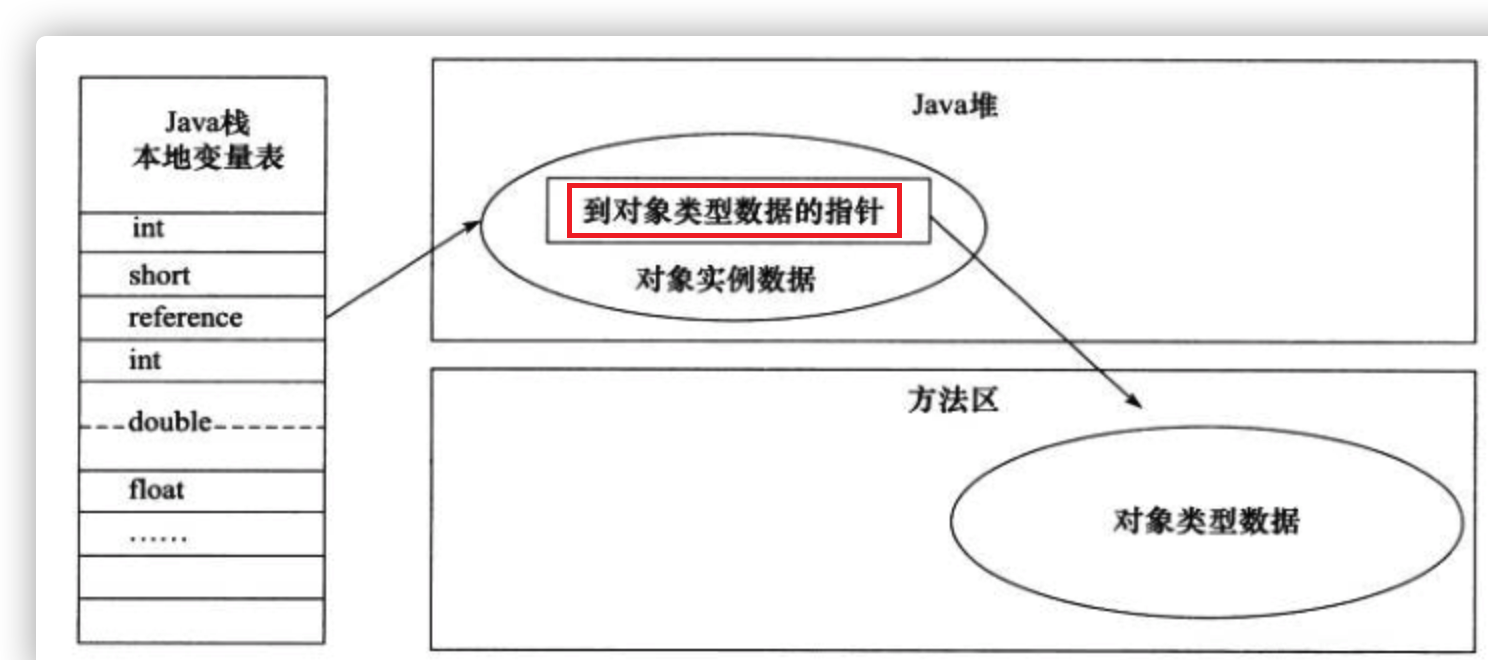 Java栈
本地变量表
int
short
reference
int
double
float
……
Java堆
到对象类型数据的指针
对象实例数据
方法区
对象类型数据